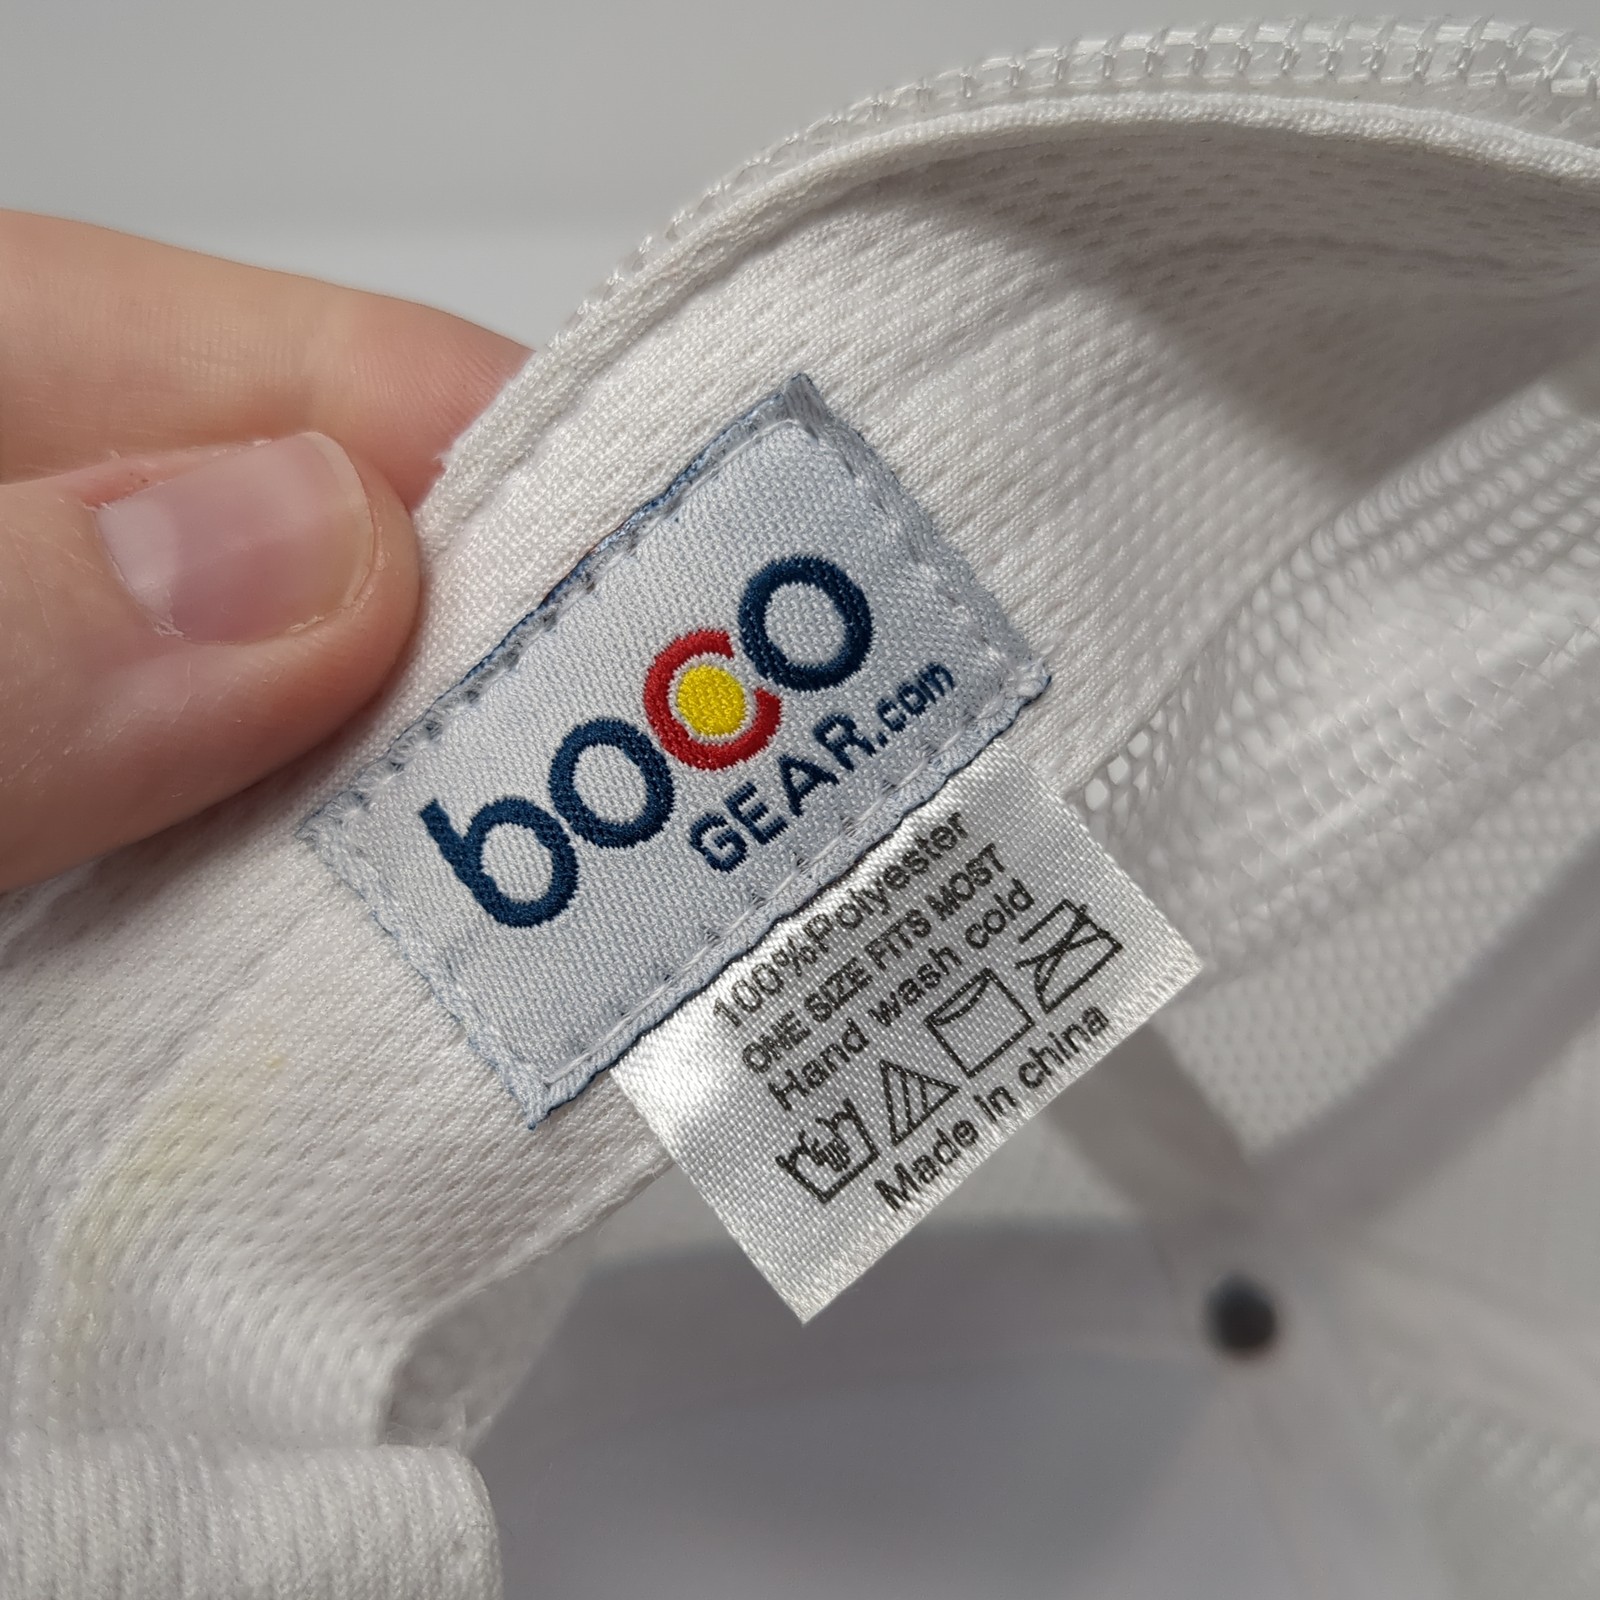 boco
GEAR.com
100%Polyester
ONE SIZE FITS MOST
Hand wash cold
Made in china